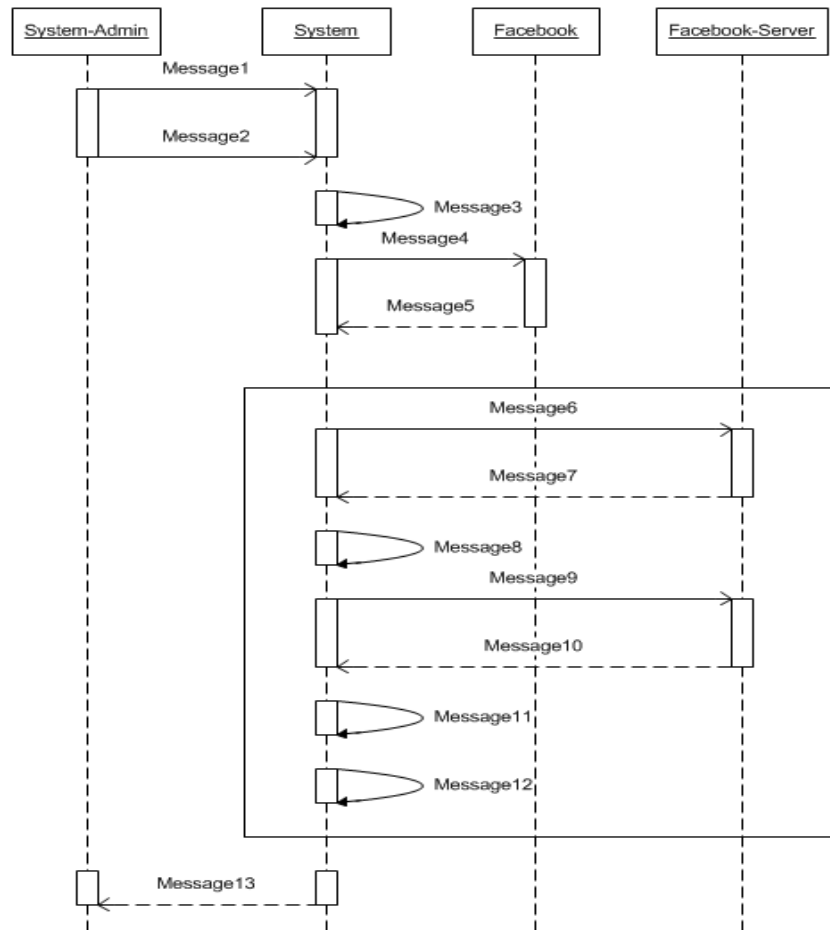 System-Admin
System
Facebook
Facebook-Server
Message1
Message2
Message3
Message4
Message5
Message6
Message7
Message8
Message9
Message10
Message11
Message12
Message13